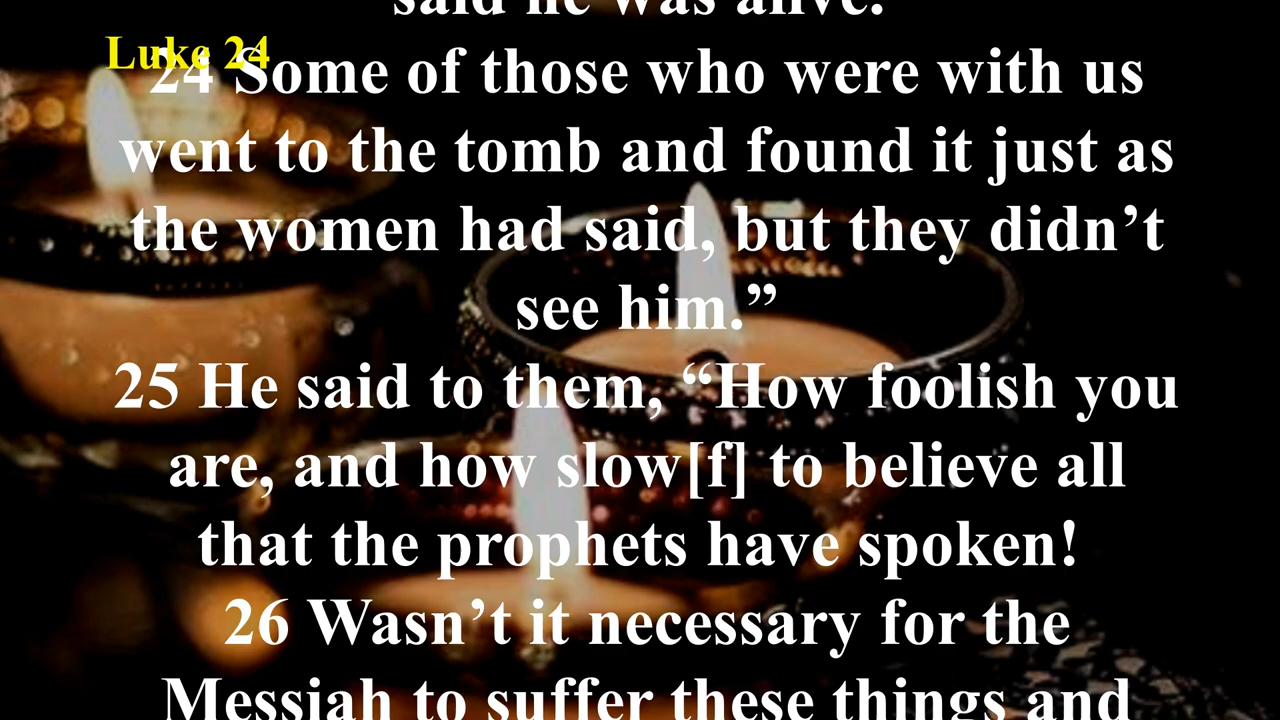 said he was alive.
Luke 24
24 Some of those who were with us
went to the tomb and found it just as
the women had said, but they didn’t
see him.”
25 He said to them, “How foolish you
are, and how slow[f] to believe all
that the prophets have spoken!
26 Wasn’t it necessary for the
Messiah to suffer these things and